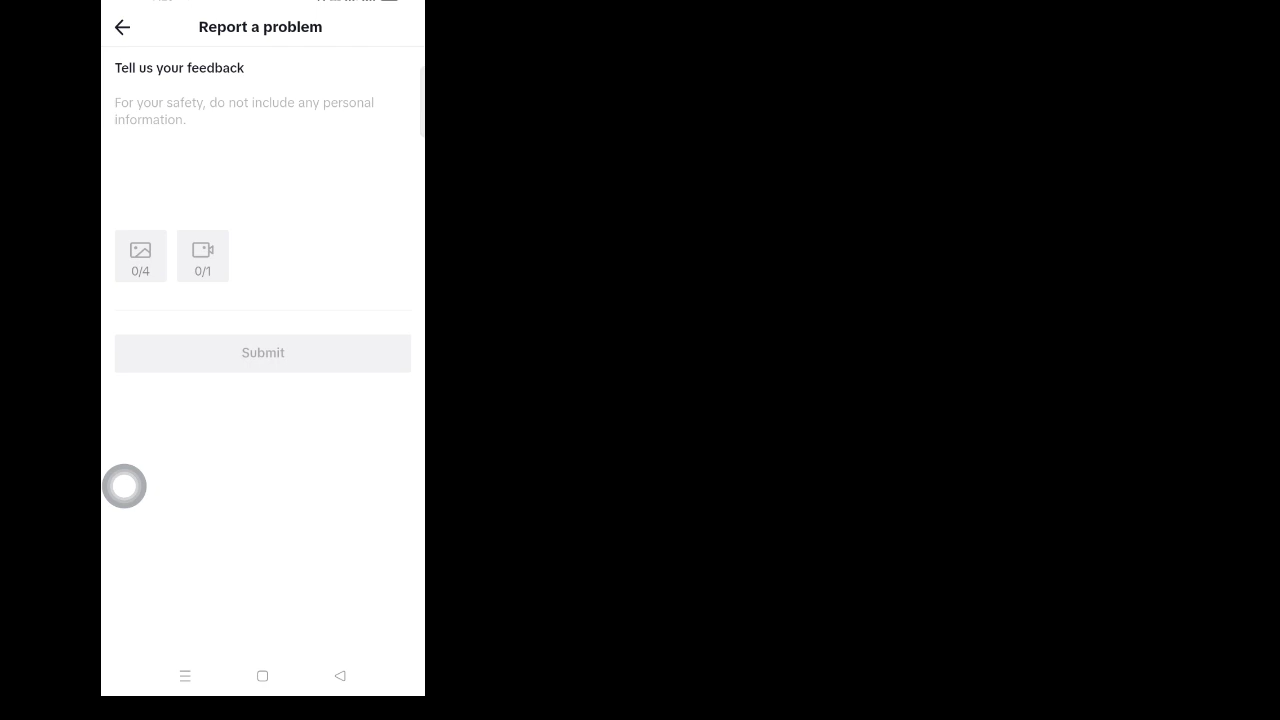 Report a problem
Tell us your feedback
For your safety, do not include any personal
information.
0/4
0/1
Submit